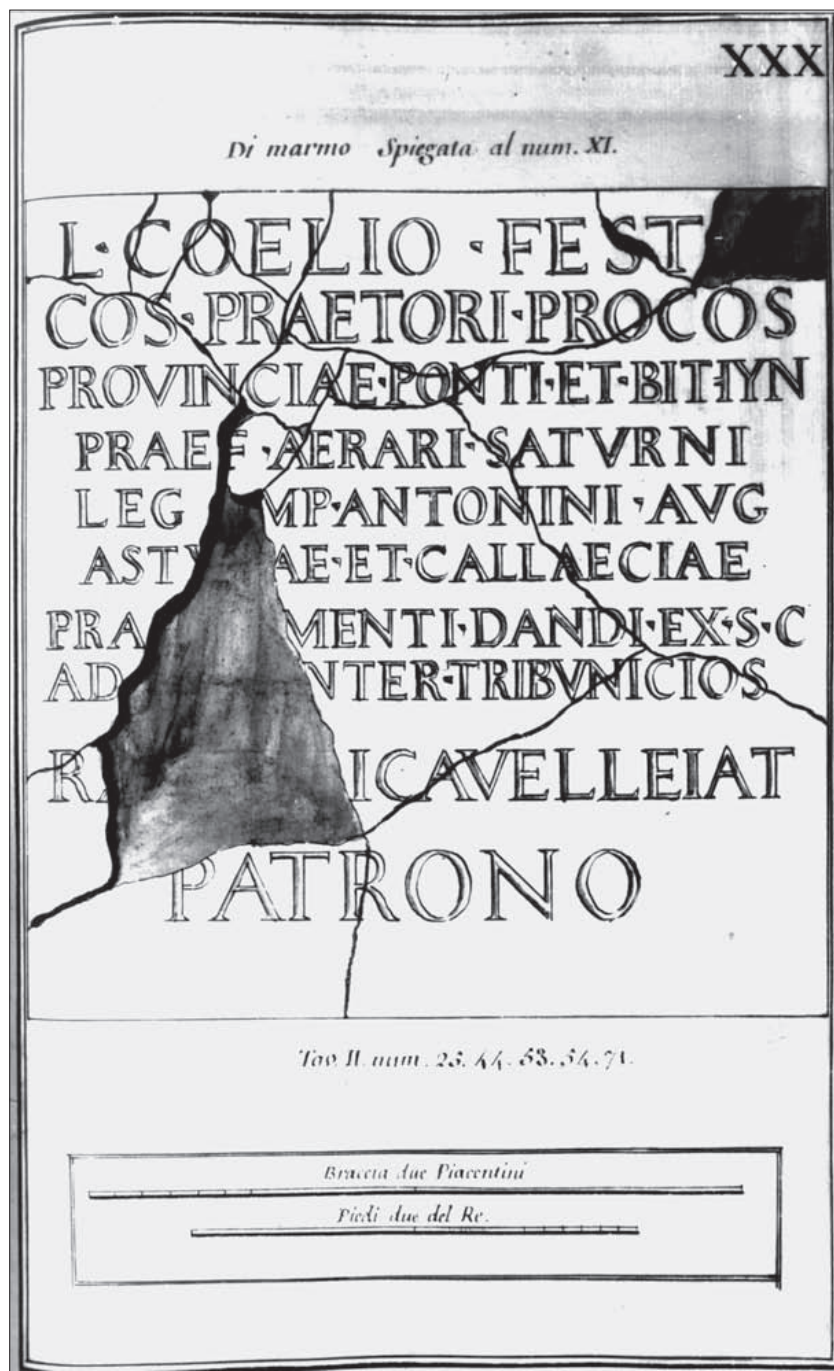 XXX
Di marmo Spiegata al num. XI.
L·COELIO·FEST
COS·PRAETORI·PROCOS
PROVINCIAE·PONTI·ET·BITHYN
PRAEF·AERARI·SATVRNI
LEG MP·ANTONINI·AVG
AST AE·ET·CALLAECIAE
PRA MENTI·DANDI·EX·S·C
AD NTER·TRIBVNICIOS
R ICAVELLEIAT
PATRONO
Tav. II. num. 23. 44. 53. 54. 71.
Braccia due Piacentini
Piedi due del Re.